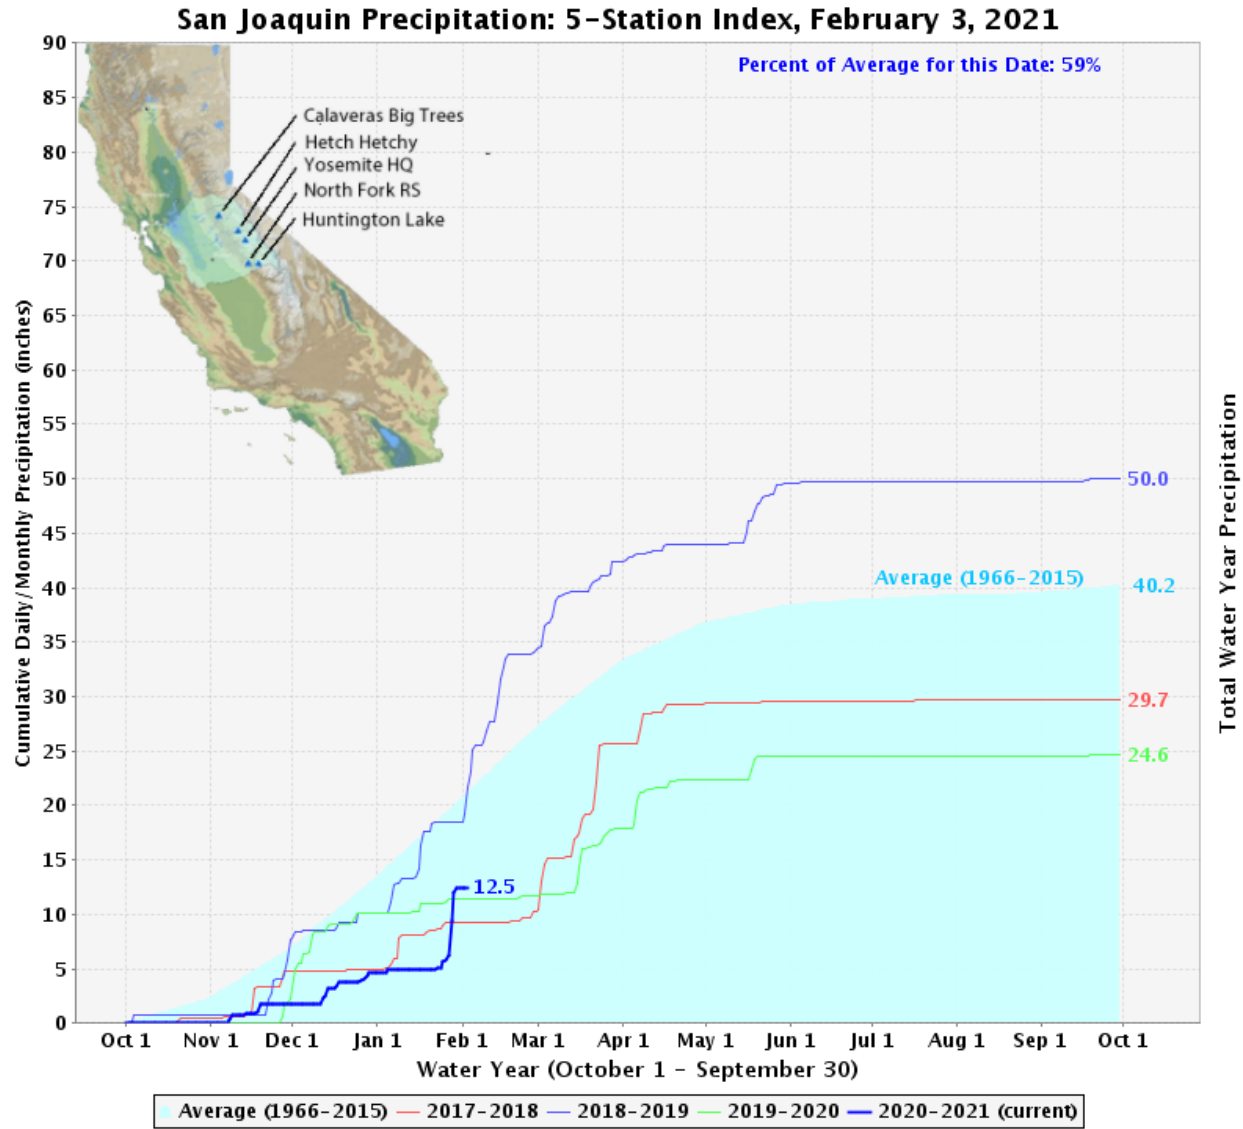 San Joaquin Precipitation: 5-Station Index, February 3, 2021
Percent of Average for this Date: 59%
Calaveras Big Trees
Hetch Hetchy
Yosemite HQ
North Fork RS
Huntington Lake
Cumulative Daily/Monthly Precipitation (inches)
90
85
80
75
70
65
60
55
50
45
40
35
30
25
20
15
10
5
0
50.0
Average (1966-2015)
40.2
29.7
24.6
12.5
Total Water Year Precipitation
Oct 1 Nov 1 Dec 1 Jan 1 Feb 1 Mar 1 Apr 1 May 1 Jun 1 Jul 1 Aug 1 Sep 1 Oct 1
Water Year (October 1 - September 30)
Average (1966-2015) 2017-2018 2018-2019 2019-2020 2020-2021 (current)